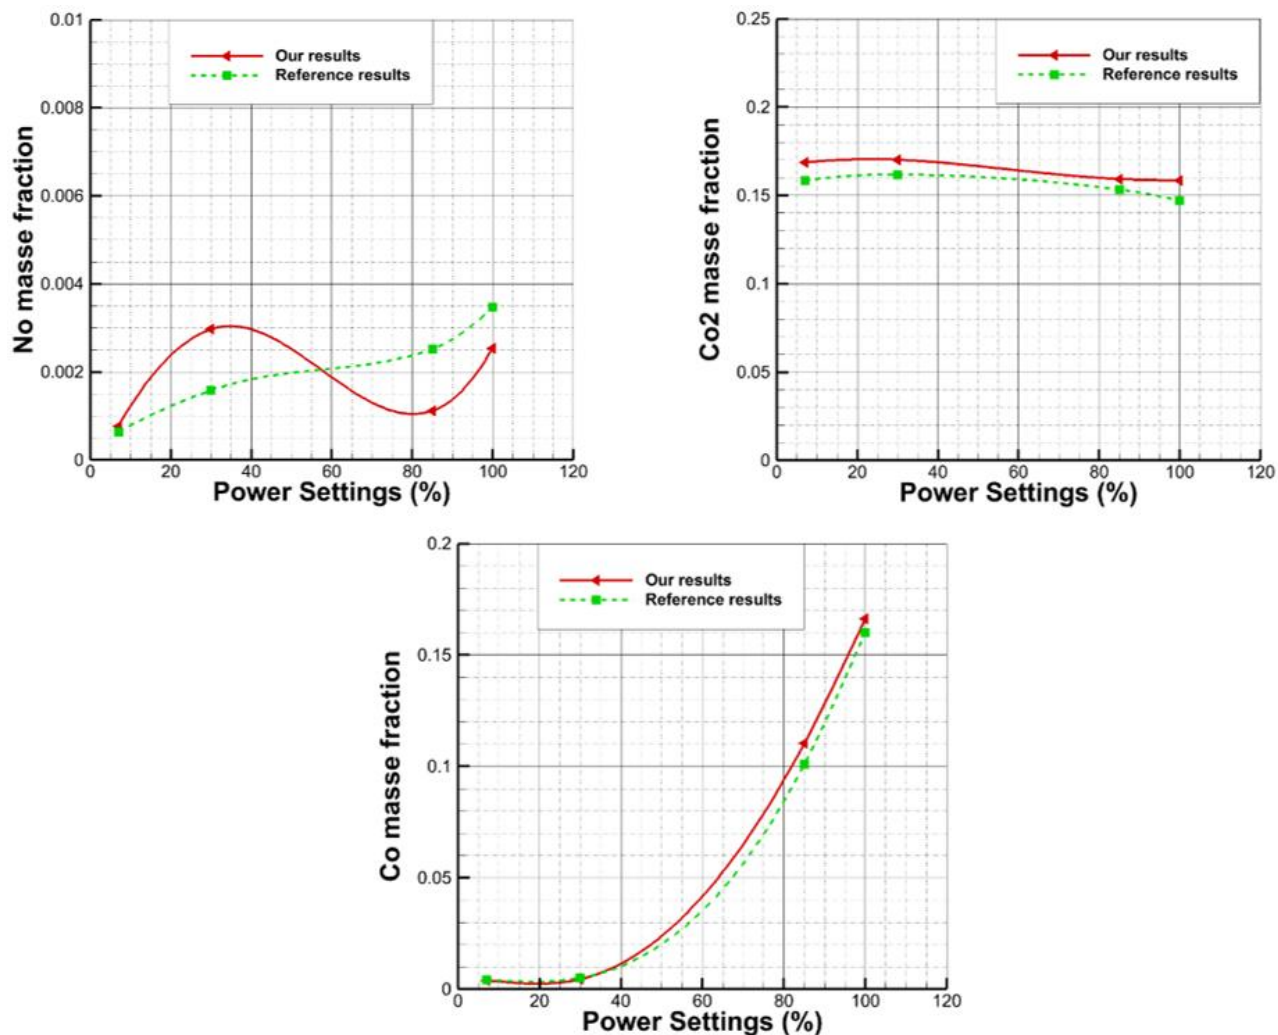 No masse fraction
0.01
0.008
0.006
0.004
0.002
0
0 20 40 60 80 100 120
Power Settings (%)
Our results
Reference results
Co2 masse fraction
0.25
0.2
0.15
0.1
0.05
0
0 20 40 60 80 100 120
Power Settings (%)
Our results
Reference results
Co masse fraction
0.2
0.15
0.1
0.05
0
0 20 40 60 80 100 120
Power Settings (%)
Our results
Reference results